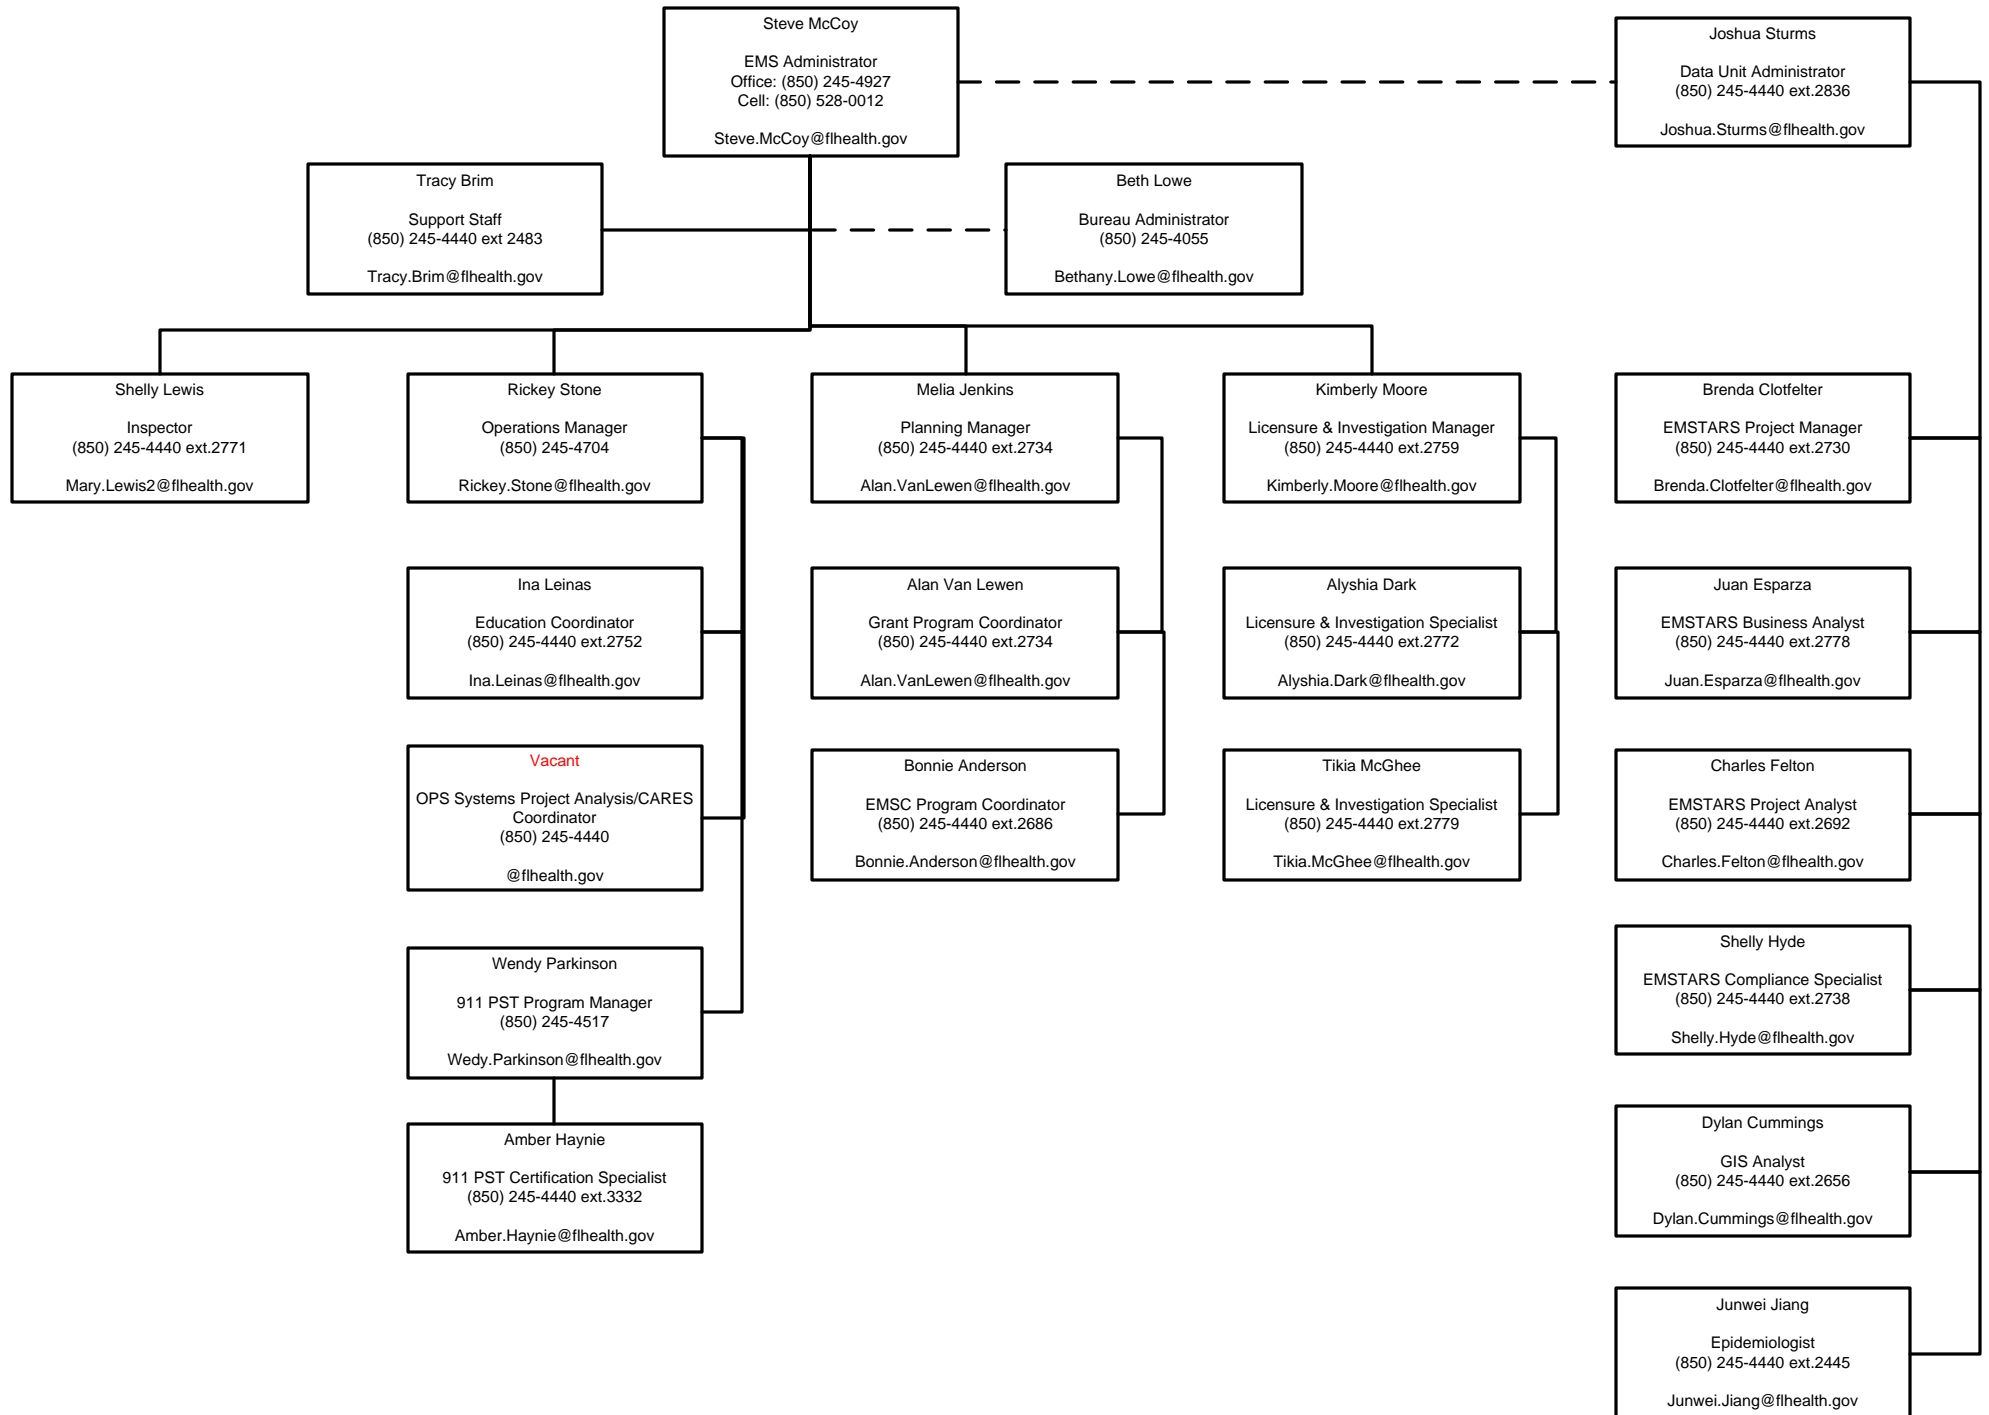 Steve McCoy
EMS Administrator
Office: (850) 245-4927
Cell: (850) 528-0012
Steve.McCoy@flhealth.gov
Joshua Sturms
Data Unit Administrator
(850) 245-4440 ext.2836
Joshua.Sturms@flhealth.gov
Tracy Brim
Support Staff
(850) 245-4440 ext 2483
Tracy.Brim@flhealth.gov
Beth Lowe
Bureau Administrator
(850) 245-4055
Bethany.Lowe@flhealth.gov
Shelly Lewis
Inspector
(850) 245-4440 ext.2771
Mary.Lewis2@flhealth.gov
Rickey Stone
Operations Manager
(850) 245-4704
Rickey.Stone@flhealth.gov
Melia Jenkins
Planning Manager
(850) 245-4440 ext.2734
Alan.VanLewen@flhealth.gov
Kimberly Moore
Licensure & Investigation Manager
(850) 245-4440 ext.2759
Kimberly.Moore@flhealth.gov
Brenda Clotfelter
EMSTARS Project Manager
(850) 245-4440 ext.2730
Brenda.Clotfelter@flhealth.gov
Ina Leinas
Education Coordinator
(850) 245-4440 ext.2752
Ina.Leinas@flhealth.gov
Alan Van Lewen
Grant Program Coordinator
(850) 245-4440 ext.2734
Alan.VanLewen@flhealth.gov
Alyshia Dark
Licensure & Investigation Specialist
(850) 245-4440 ext.2772
Alyshia.Dark@flhealth.gov
Juan Esparza
EMSTARS Business Analyst
(850) 245-4440 ext.2778
Juan.Esparza@flhealth.gov
Vacant
OPS Systems Project Analysis/CARES
Coordinator
(850) 245-4440
@flhealth.gov
Bonnie Anderson
EMSC Program Coordinator
(850) 245-4440 ext.2686
Bonnie.Anderson@flhealth.gov
Tikia McGhee
Licensure & Investigation Specialist
(850) 245-4440 ext.2779
Tikia.McGhee@flhealth.gov
Charles Felton
EMSTARS Project Analyst
(850) 245-4440 ext.2692
Charles.Felton@flhealth.gov
Wendy Parkinson
911 PST Program Manager
(850) 245-4517
Wedy.Parkinson@flhealth.gov
Shelly Hyde
EMSTARS Compliance Specialist
(850) 245-4440 ext.2738
Shelly.Hyde@flhealth.gov
Amber Haynie
911 PST Certification Specialist
(850) 245-4440 ext.3332
Amber.Haynie@flhealth.gov
Dylan Cummings
GIS Analyst
(850) 245-4440 ext.2656
Dylan.Cummings@flhealth.gov
Junwei Jiang
Epidemiologist
(850) 245-4440 ext.2445
Junwei.Jiang@flhealth.gov